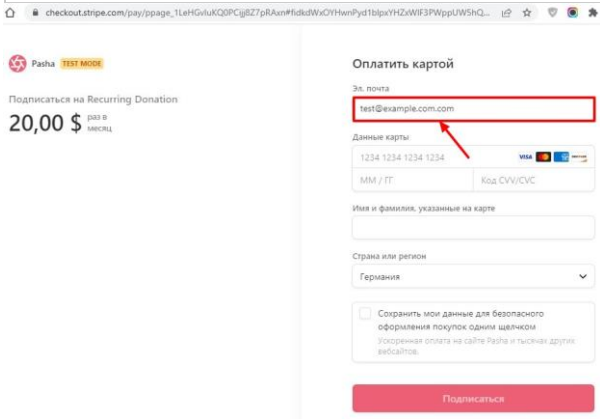 checkout.stripe.com/pay/ppage_1LeHGvIuKQ0PCijj8Z7pRAxn#fidkdWxOYHwnPyd1blpxYHZxWlF3PWppUW5hQ...
Pasha TEST MODE
Подписаться на Recurring Donation
20,00 $ раз в месяц
Оплатить картой
Эл. почта
test@example.com.com
Данные карты
1234 1234 1234 1234 VISA
ММ / ГГ Код CVV/CVC
Имя и фамилия, указанные на карте
Страна или регион
Германия
Сохранить мои данные для безопасного
оформления покупок одним щелчком
Ускоренная оплата на сайте Pasha и тысячах других
вебсайтов.
Подписаться